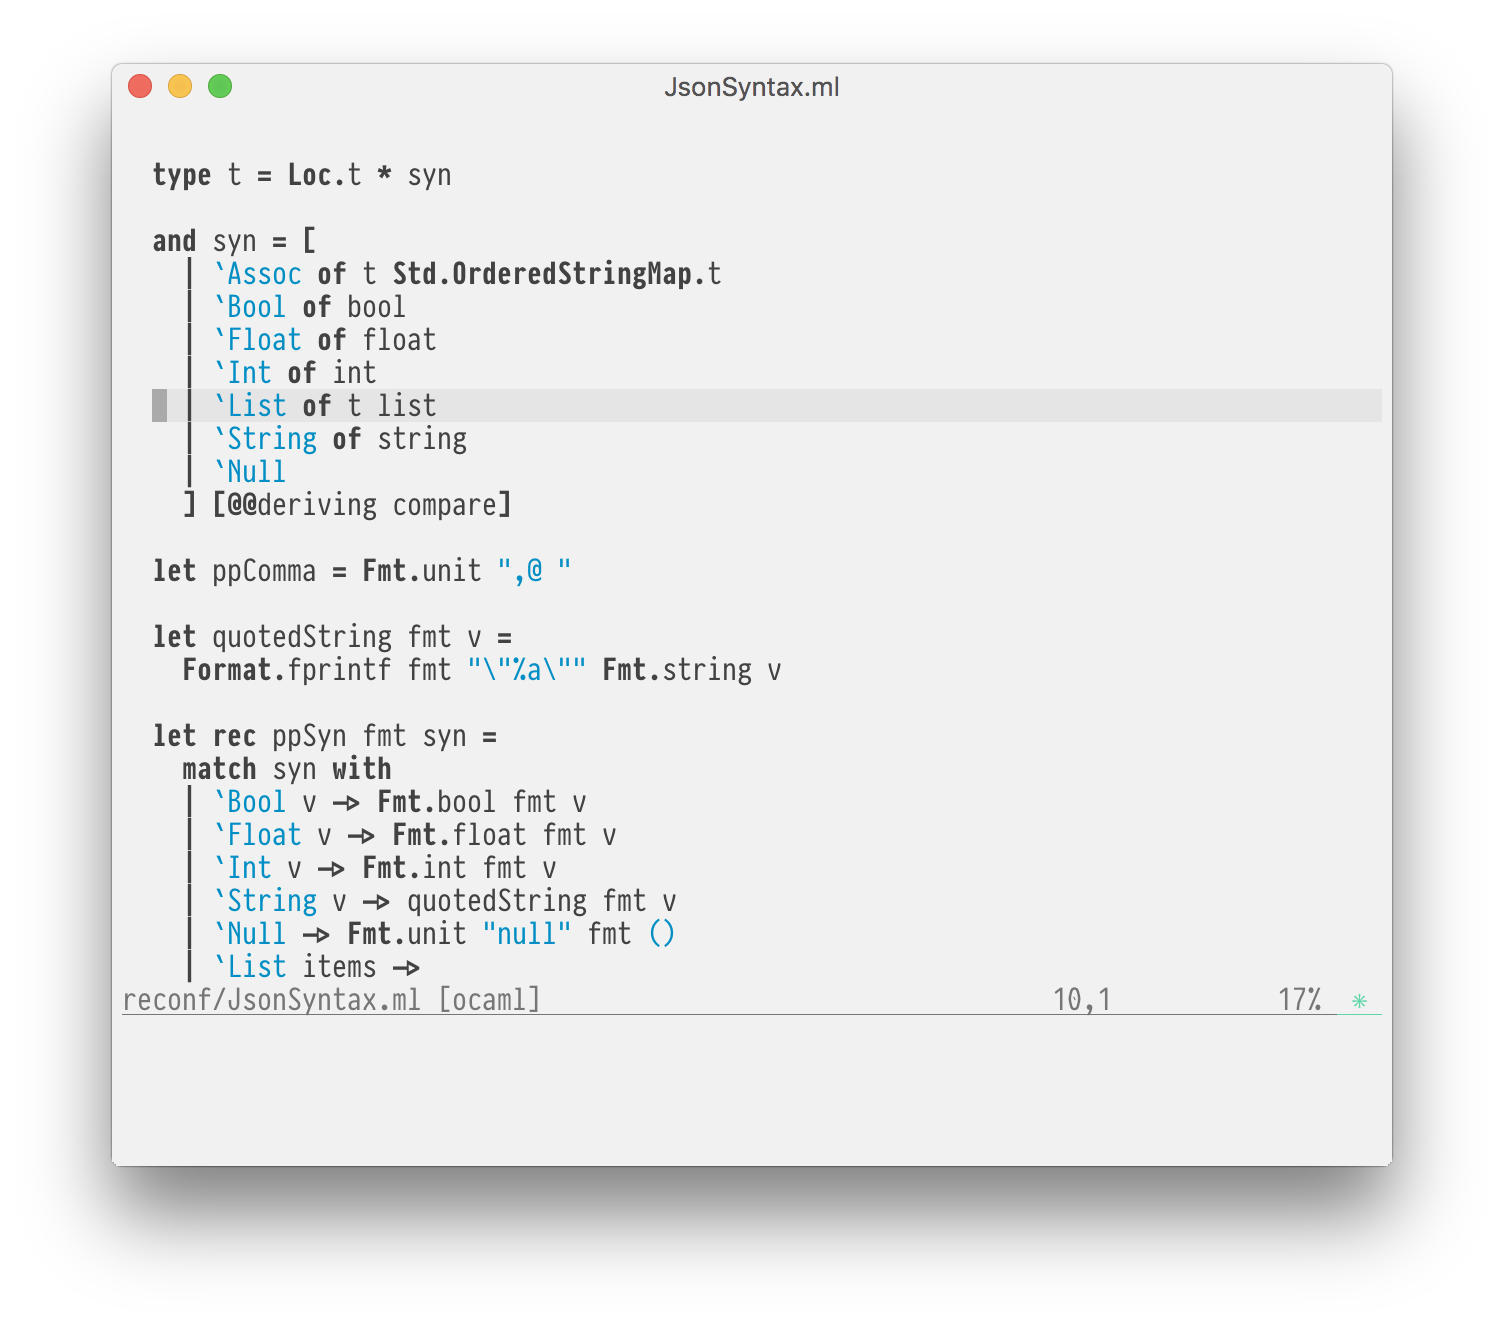 JsonSyntax.ml
type t = Loc.t * syn
and syn = [
  | `Assoc of t Std.OrderedStringMap.t
  | `Bool of bool
  | `Float of float
  | `Int of int
  | `List of t list
  | `String of string
  | `Null
  ] [@@deriving compare]
let ppComma = Fmt.unit ",@ "
let quotedString fmt v =
  Format.fprintf fmt "\"%a\"" Fmt.string v
let rec ppSyn fmt syn =
  match syn with
  | `Bool v -> Fmt.bool fmt v
  | `Float v -> Fmt.float fmt v
  | `Int v -> Fmt.int fmt v
  | `String v -> quotedString fmt v
  | `Null -> Fmt.unit "null" fmt ()
  | `List items ->
reconf/JsonSyntax.ml [ocaml] 10,1 17% *